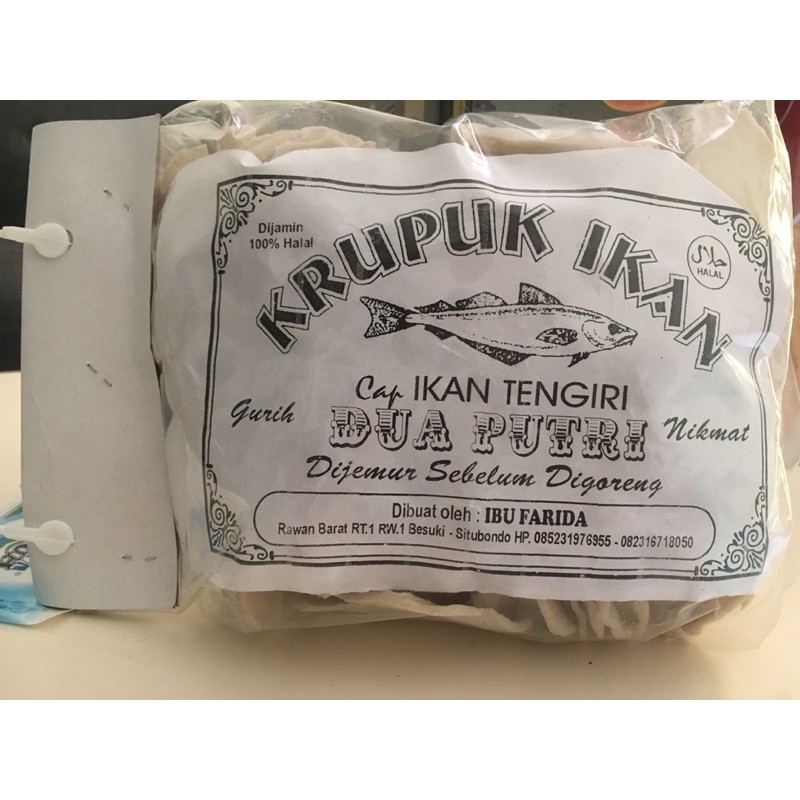 Dijamin
100% Halal
KRUPUK IKAN
حلال
HALAL
Cap IKAN TENGIRI
Gurih
DUA PUTRI
Nikmat
Dijemur Sebelum Digoreng
Dibuat oleh : IBU FARIDA
Rawan Barat RT.1 RW.1 Besuki - Situbondo HP. 085231976955 - 082316718050